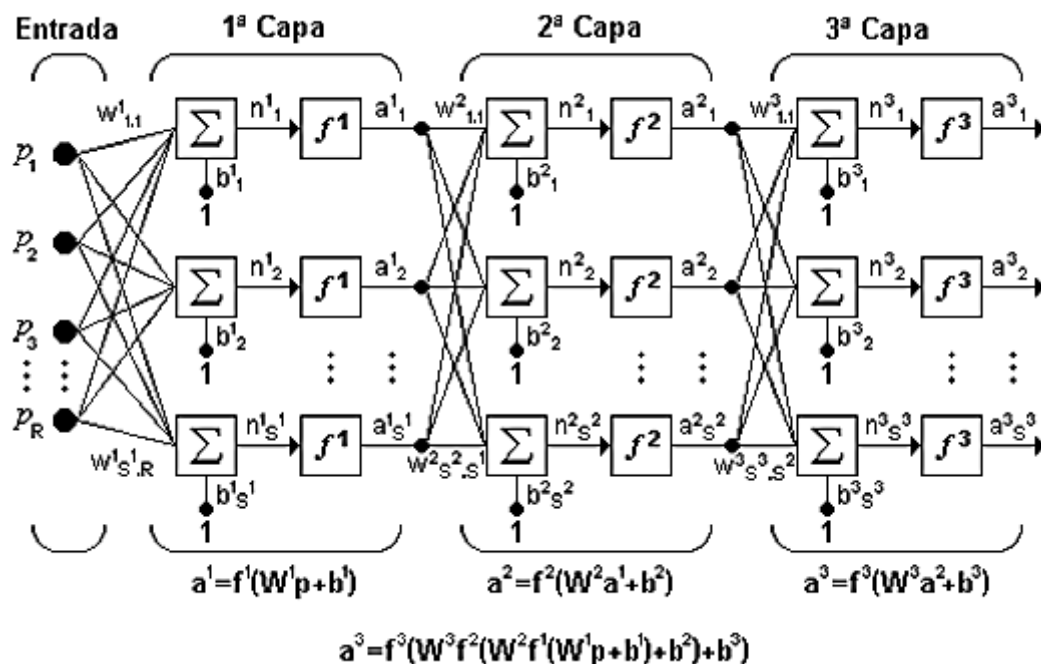 Entrada 1ª Capa 2ª Capa 3ª Capa
w¹1.1 Σ n¹1 f¹ a¹1 w²1.1 Σ n²1 f² a²1 w³1.1 Σ n³1 f³ a³1
p1
b¹1 b²1 b³1
1 1 1
p2
Σ n¹2 f¹ a¹2 Σ n²2 f² a²2 Σ n³2 f³ a³2
p3
b¹2 b²2 b³2
1 1 1
pR
Σ n¹S¹ f¹ a¹S¹ Σ n²S² f² a²S² Σ n³S³ f³ a³S³
w¹S¹.R w²S².S¹ w³S³.S²
b¹S¹ b²S² b³S³
1 1 1
a¹=f¹(W¹p+b¹) a²=f²(W²a¹+b²) a³=f³(W³a²+b³)
a³=f³(W³f²(W²f¹(W¹p+b¹)+b²)+b³)